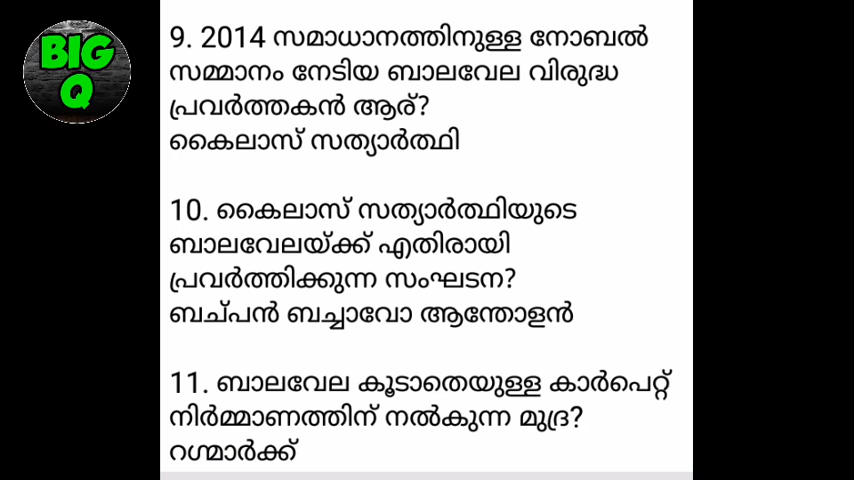 BIG
Q
9. 2014 സമാധാനത്തിനുള്ള നോബൽ
സമ്മാനം നേടിയ ബാലവേല വിരുദ്ധ
പ്രവർത്തകൻ ആര്?
കൈലാസ് സത്യാർത്ഥി
10. കൈലാസ് സത്യാർത്ഥിയുടെ
ബാലവേലയ്ക്ക് എതിരായി
പ്രവർത്തിക്കുന്ന സംഘടന?
ബച്പൻ ബച്ചാവോ ആന്തോളൻ
11. ബാലവേല കൂടാതെയുള്ള കാർപെറ്റ്
നിർമ്മാണത്തിന് നൽകുന്ന മുദ്ര?
റഗ്മാർക്ക്